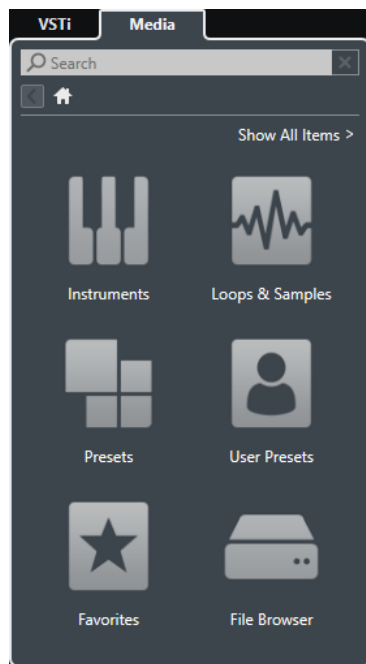 VSTi Media
Search
Show All Items >
Instruments Loops & Samples
Presets User Presets
Favorites File Browser